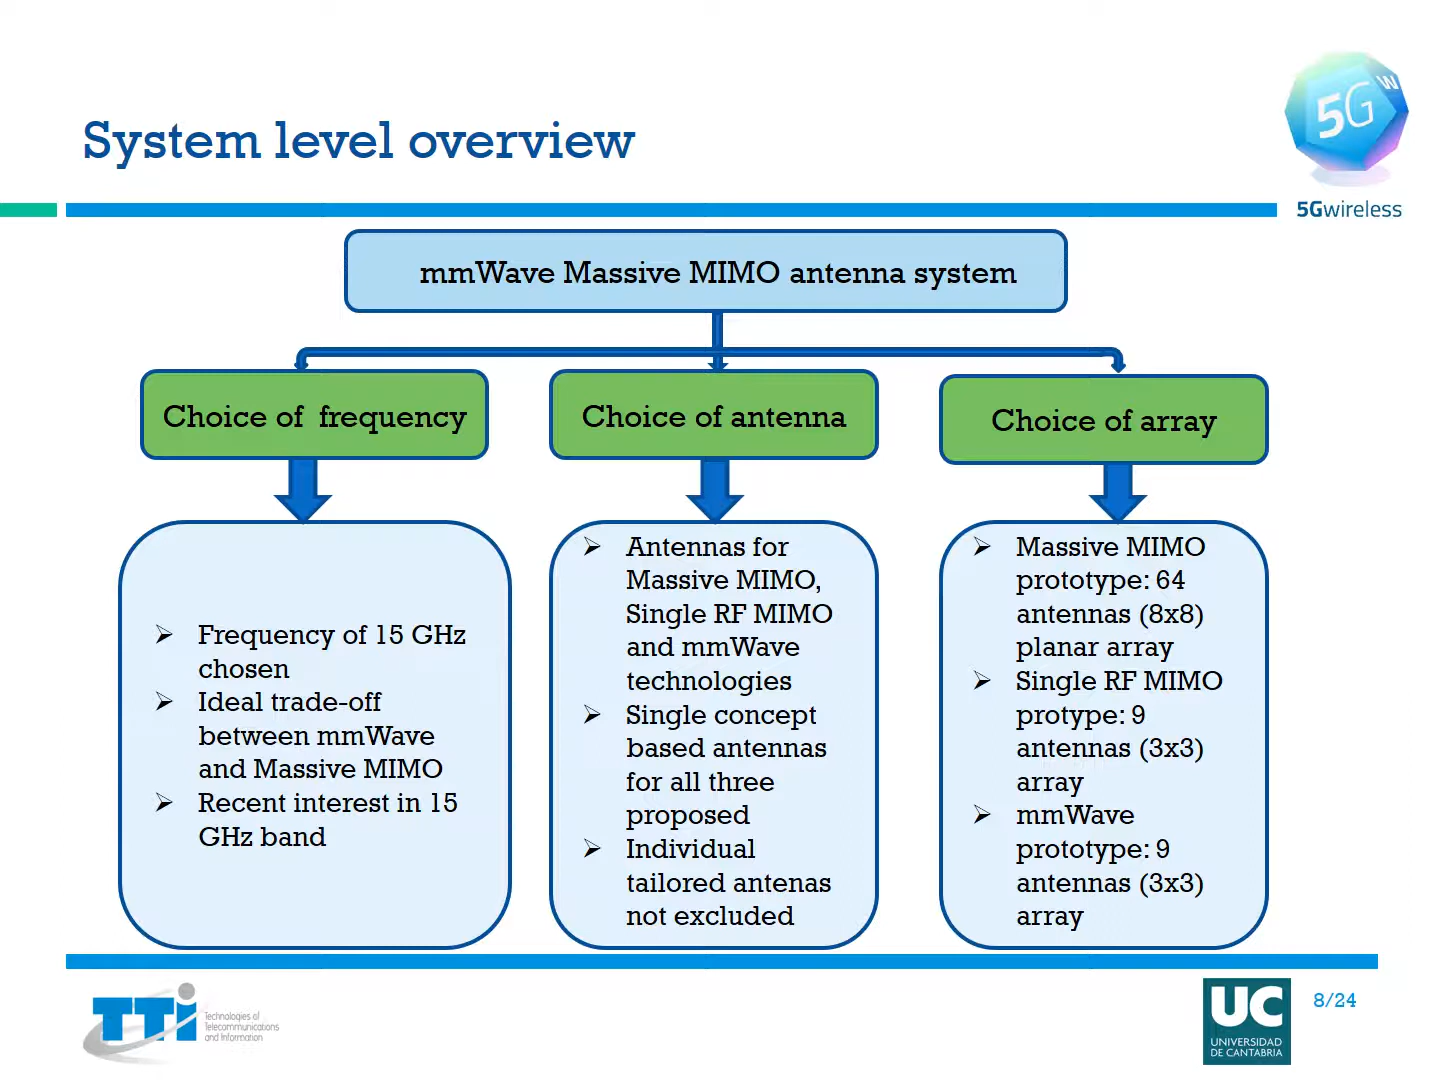 System level overview
5G W
5Gwireless
mmWave Massive MIMO antenna system
Choice of frequency
Choice of antenna
Choice of array
Frequency of 15 GHz
chosen
Ideal trade-off
between mmWave
and Massive MIMO
Recent interest in 15
GHz band
Antennas for
Massive MIMO,
Single RF MIMO
and mmWave
technologies
Single concept
based antennas
for all three
proposed
Individual
tailored antenas
not excluded
Massive MIMO
prototype: 64
antennas (8x8)
planar array
Single RF MIMO
protype: 9
antennas (3x3)
array
mmWave
prototype: 9
antennas (3x3)
array
TTi
Technologies of
Telecommunications
and Information
UC
UNIVERSIDAD
DE CANTABRIA
8/24